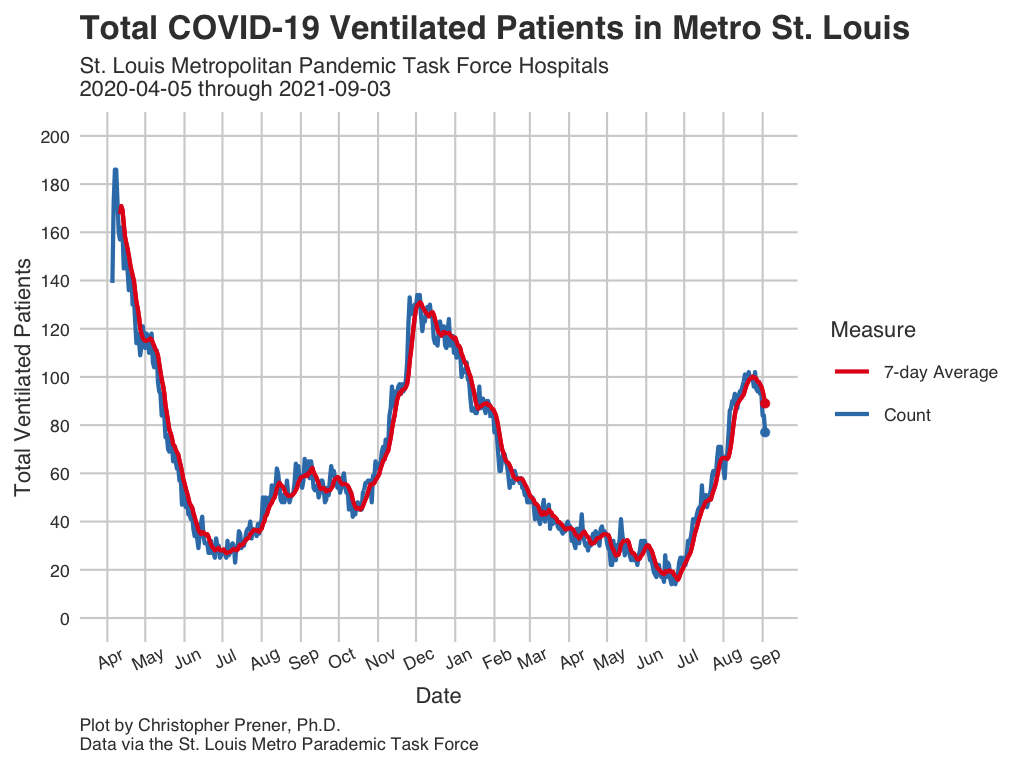 Total COVID-19 Ventilated Patients in Metro St. Louis
St. Louis Metropolitan Pandemic Task Force Hospitals
2020-04-05 through 2021-09-03
200
180
160
140
120
100
80
60
40
20
0
Total Ventilated Patients
Apr May Jun Jul Aug Sep Oct Nov Dec Jan Feb Mar Apr May Jun Jul Aug Sep
Date
Measure
7-day Average
Count
Plot by Christopher Prener, Ph.D.
Data via the St. Louis Metro Parademic Task Force